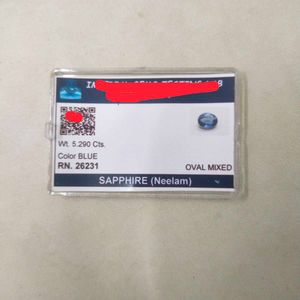 Wt. 5.290 Cts.
Color BLUE
RN. 26231
OVAL MIXED
SAPPHIRE (Neelam)